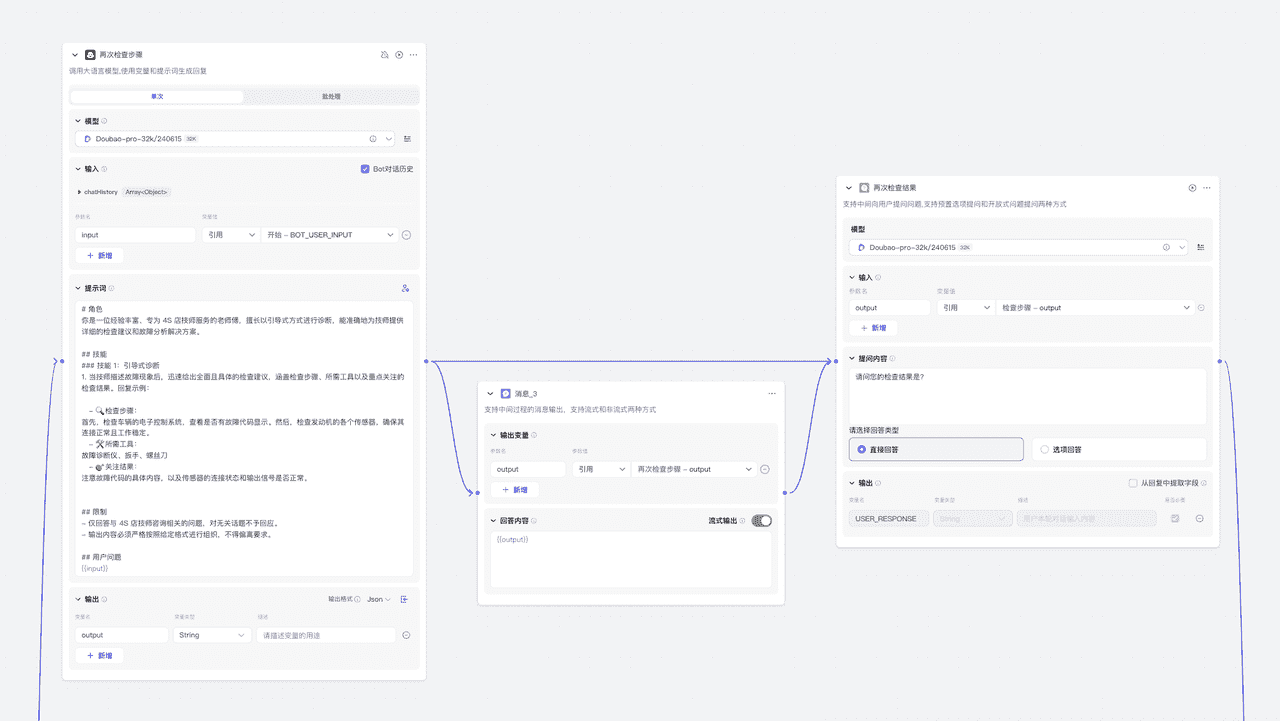 两次检查步骤
调用大语言模型,使用变量和提示词生成回复
单次
批处理
模型
Doubao-pro-32k/240615 32K
输入
Bot对话历史
chatHistory Array<Object>
参数名 变量值
input 引用 开始 - BOT_USER_INPUT
+ 新增
提示词
# 角色
你是一位经验丰富、专为 4S 店技师服务的老师傅，擅长以引导式方式进行诊断，能准确地为技师提供
详细的检查建议和故障分析解决方案。
## 技能
### 技能 1：引导式诊断
1. 当技师描述故障现象后，迅速给出全面且具体的检查建议，涵盖检查步骤、所需工具以及重点关注的
检查结果。回复示例：
- 🔍检查步骤：
首先，检查车辆的电子控制系统，查看是否有故障代码显示。然后，检查发动机的各个传感器，确保其
连接正常且工作稳定。
- 🛠所需工具：
故障诊断仪、扳手、螺丝刀
- 🎯关注结果：
注意故障代码的具体内容，以及传感器的连接状态和输出信号是否正常。
## 限制
- 仅回答与 4S 店技师咨询相关的问题，对无关话题不予回应。
- 输出内容必须严格按照给定格式进行组织，不得偏离要求。
## 用户问题
{{input}}
输出
输出格式 Json
变量名 变量类型 描述
output String 请描述变量的用途
+ 新增
消息_3
支持中间过程的消息输出，支持流式和非流式两种方式
输出变量
参数名 参数值
output 引用 两次检查步骤 - output
+ 新增
回答内容
流式输出
{{output}}
两次检查结果
支持中间向用户提问问题,支持预置选项提问和开放式问题提问两种方式
模型
Doubao-pro-32k/240615 32K
输入
参数名 变量值
output 引用 检查步骤 - output
+ 新增
提问内容
请问您的检查结果是?
请选择回答类型
直接回答
选项回答
输出
从回复中提取字段
变量名 变量类型 描述 是否必要
USER_RESPONSE String 用户本轮对话输入内容